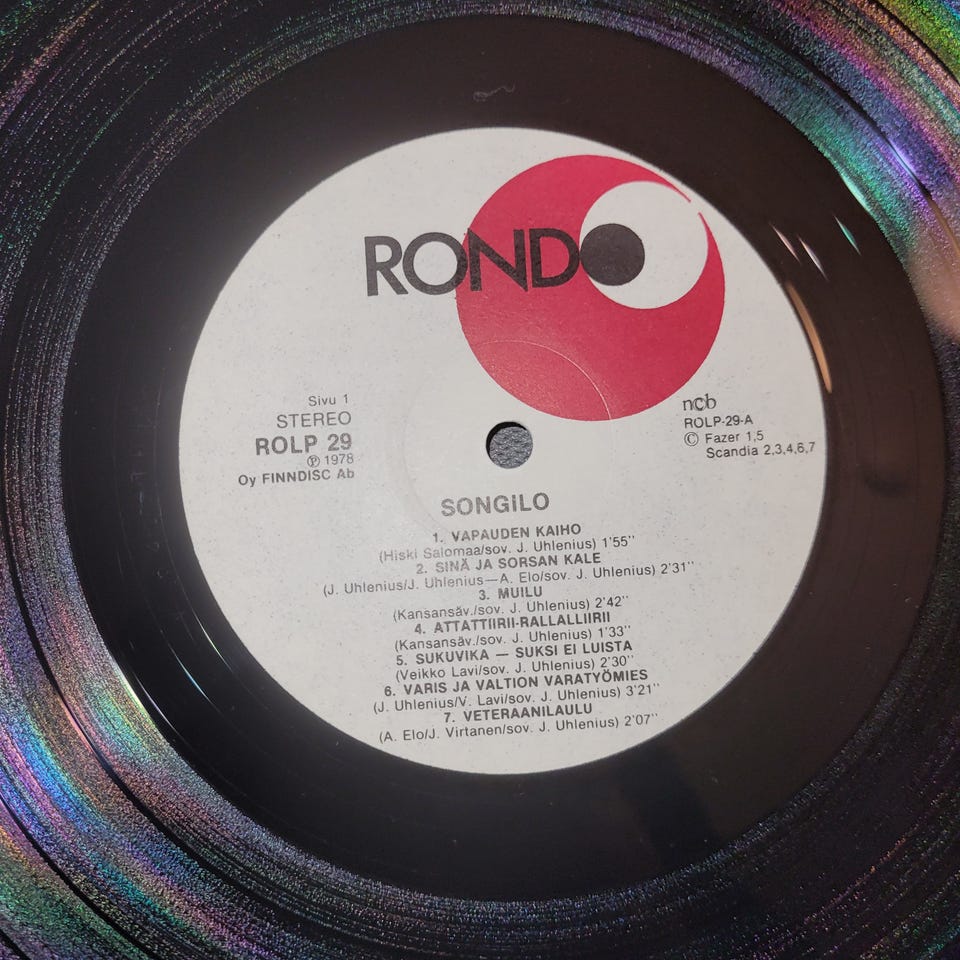 RONDO
Sivu 1
STEREO
ROLP 29
Ⓟ 1978
Oy FINNDISC Ab
ncb
ROLP-29-A
© Fazer 1,5
Scandia 2,3,4,6,7
SONGILO
1. VAPAUDEN KAIHO
(Hiski Salomaa/sov. J. Uhlenius) 1'55''
2. SINÄ JA SORSAN KALE
(J. Uhlenius/J. Uhlenius—A. Elo/sov. J. Uhlenius) 2'31''
3. MUILU
(Kansansäv./sov. J. Uhlenius) 2'42''
4. ATTATTIIRII-RALLALLIIRII
(Kansansäv./sov. J. Uhlenius) 1'33''
5. SUKUVIKA — SUKSI EI LUISTA
(Veikko Lavi/sov. J. Uhlenius) 2'30''
6. VARIS JA VALTION VARATYÖMIES
(J. Uhlenius/V. Lavi/sov. J. Uhlenius) 3'21''
7. VETERAANILAULU
(A. Elo/J. Virtanen/sov. J. Uhlenius) 2'07''